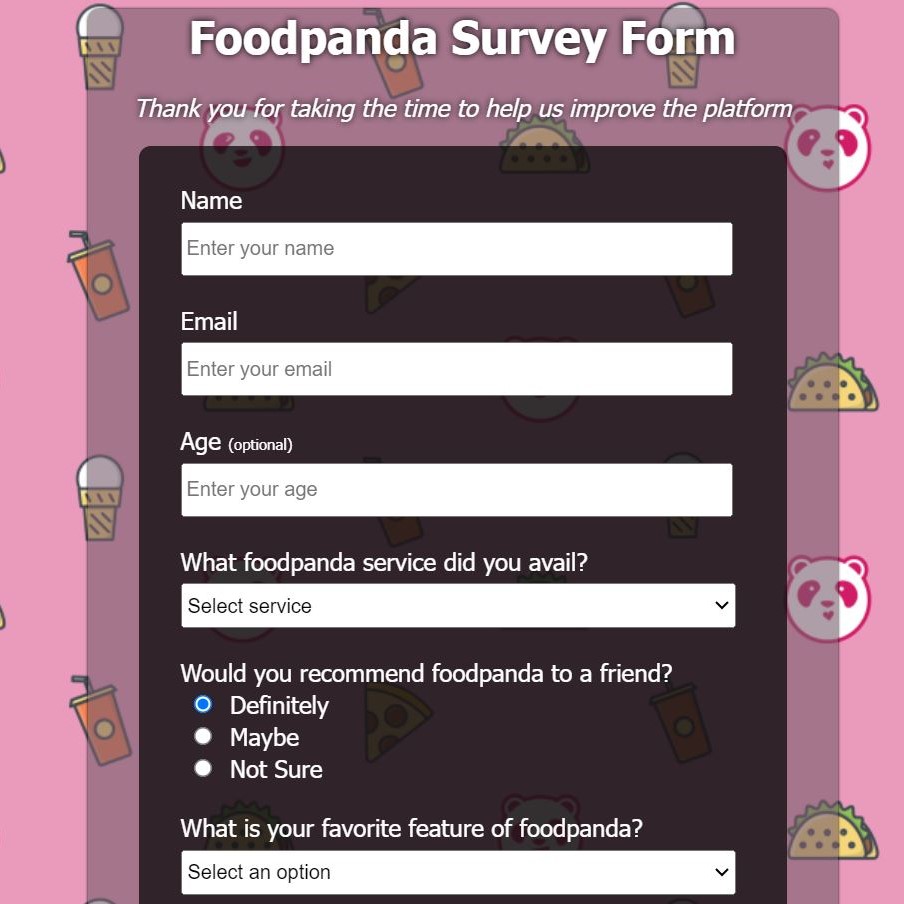 Foodpanda Survey Form
Thank you for taking the time to help us improve the platform
Name
Enter your name
Email
Enter your email
Age (optional)
Enter your age
What foodpanda service did you avail?
Select service
Would you recommend foodpanda to a friend?
Definitely
Maybe
Not Sure
What is your favorite feature of foodpanda?
Select an option